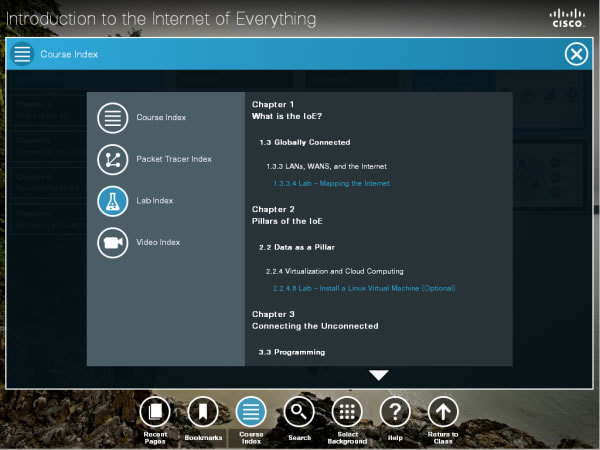 Introduction to the Internet of Everything
CISCO
Course Index
Course Index
Packet Tracer Index
Lab Index
Video Index
Chapter 1
What is the IoE?
1.3 Globally Connected
1.3.3 LANs, WANS, and the Internet
1.3.3.4 Lab - Mapping the Internet
Chapter 2
Pillars of the IoE
2.2 Data as a Pillar
2.2.4 Virtualization and Cloud Computing
2.2.4.6 Lab - Install a Linux Virtual Machine (Optional)
Chapter 3
Connecting the Unconnected
3.3 Programming
Recent
Pages
Bookmarks
Course
Index
Search
Select
Background
Help
Return to
Class